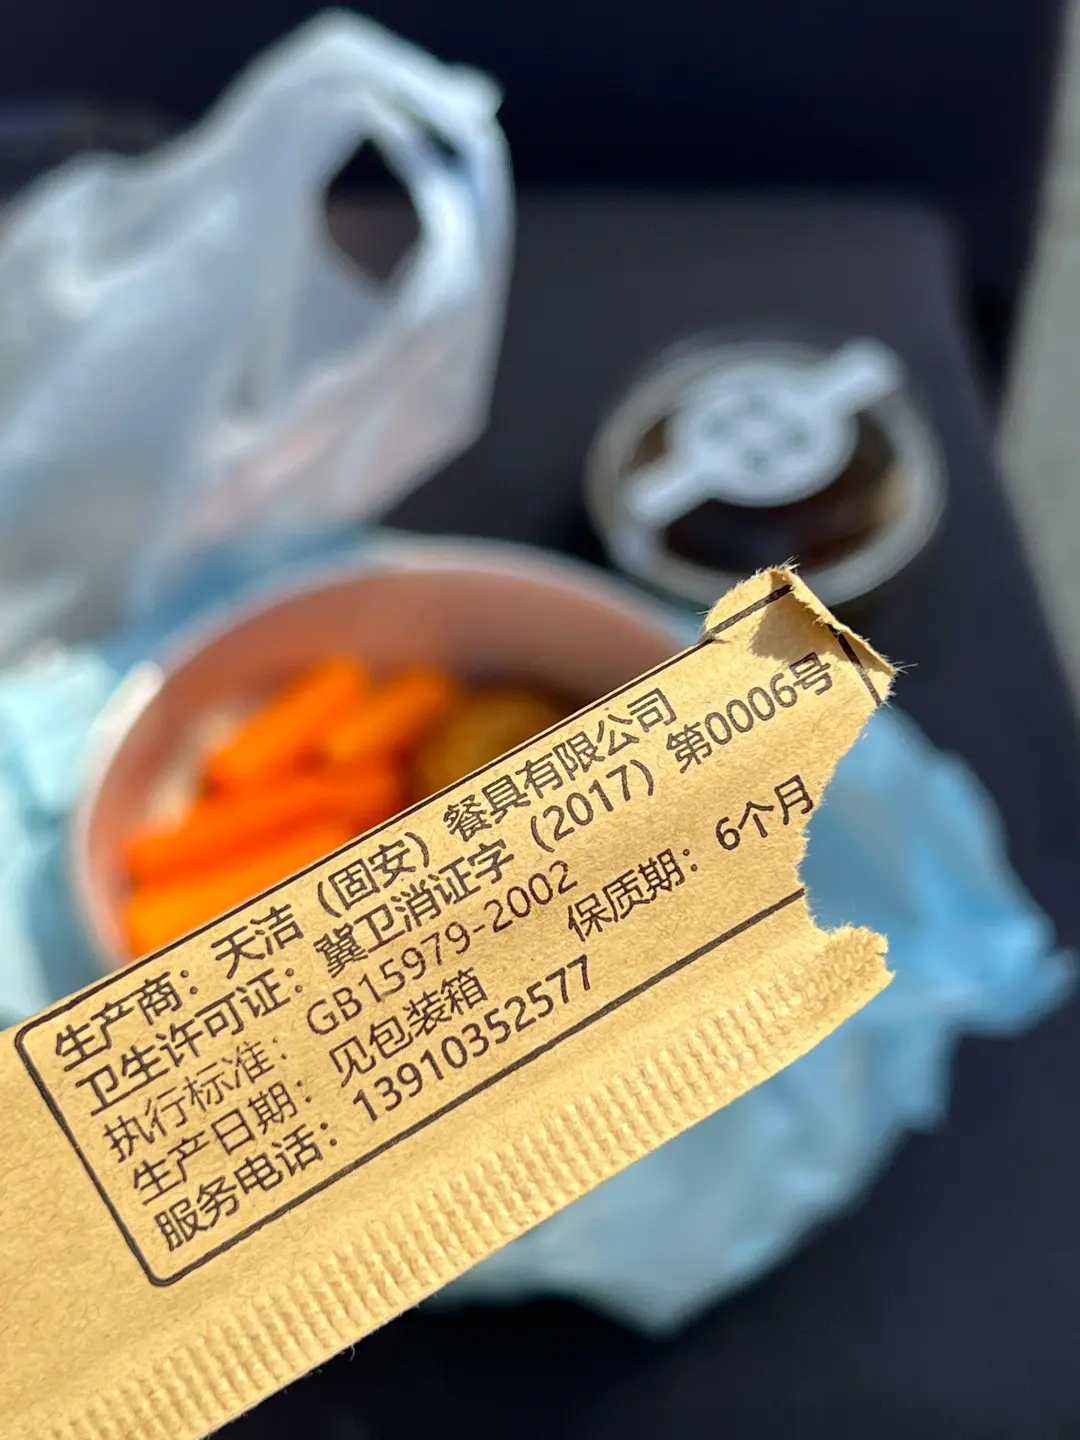 生产商：天洁（固安）餐具有限公司
卫生许可证：冀卫消证字（2017）第0006号
执行标准：GB15979-2002
生产日期：见包装箱 保质期：6个月
服务电话：13910352577